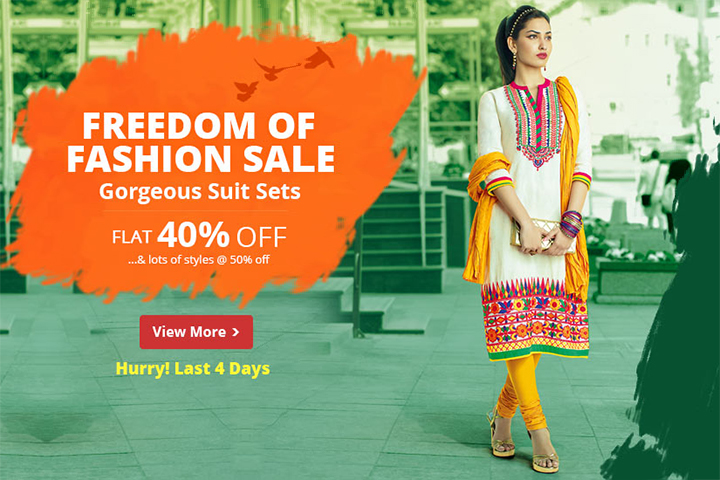 FREEDOM OF
FASHION SALE
Gorgeous Suit Sets
FLAT 40% OFF
...& lots of styles @ 50% off
View More >
Hurry! Last 4 Days